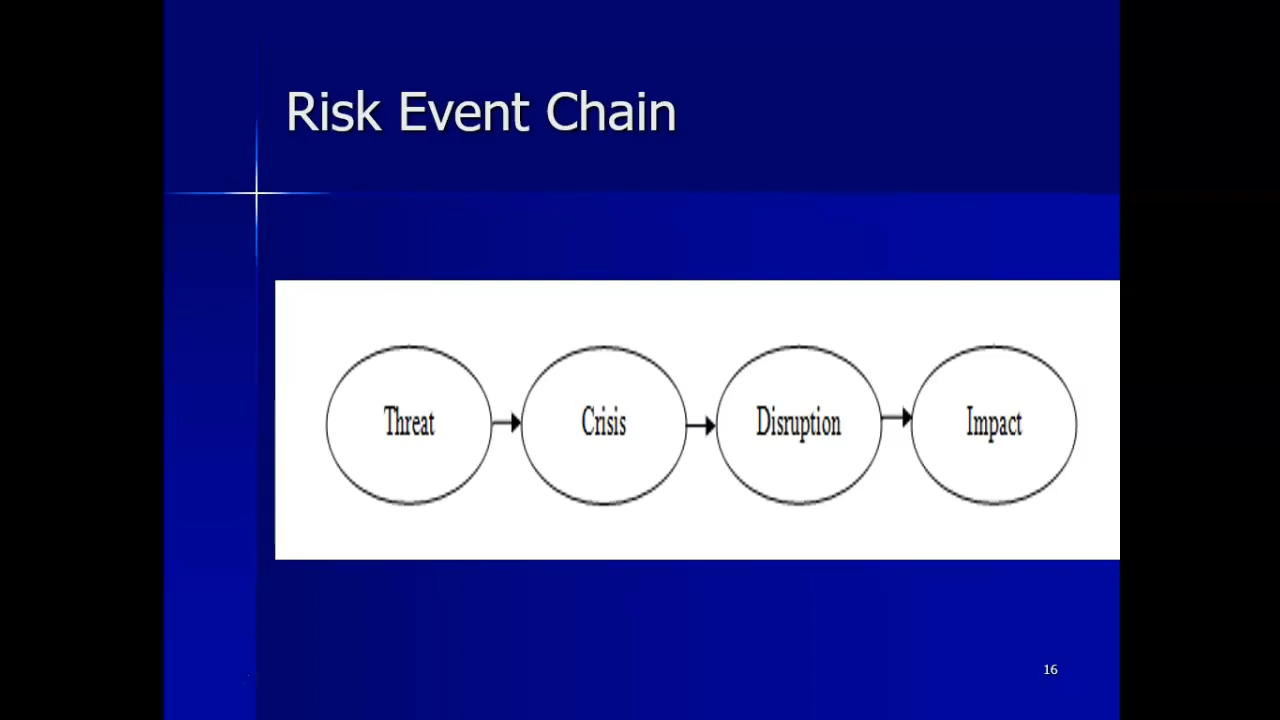 Risk Event Chain
Threat
Crisis
Disruption
Impact
16